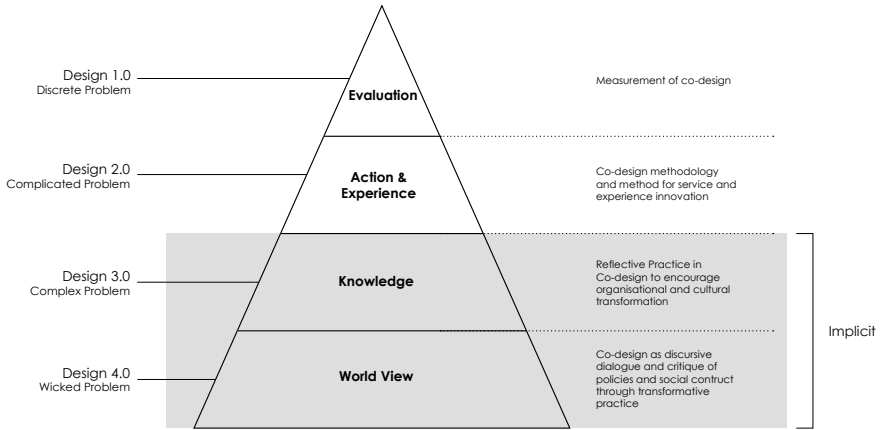 Design 1.0
Discrete Problem
Evaluation
Measurement of co-design
Design 2.0
Complicated Problem
Action &
Experience
Co-design methodology
and method for service and
experience innovation
Design 3.0
Complex Problem
Knowledge
Reflective Practice in
Co-design to encourage
organisational and cultural
transformation
Implicit
Design 4.0
Wicked Problem
World View
Co-design as discursive
dialogue and critique of
policies and social contruct
through transformative
practice